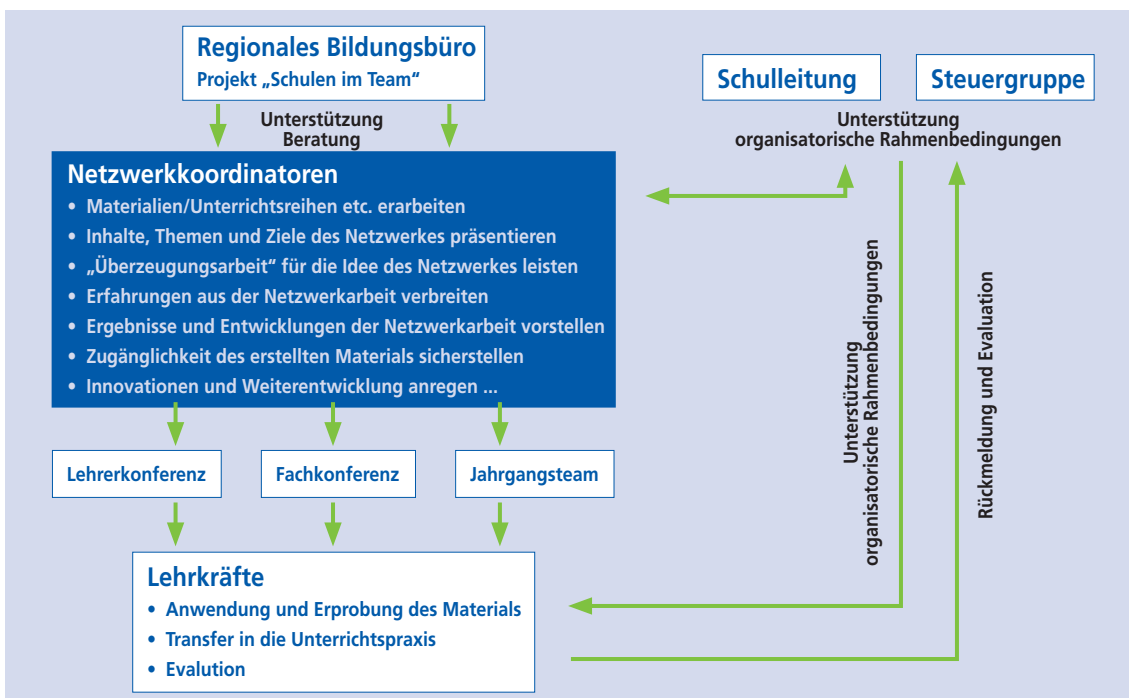 Regionales Bildungsbüro
Projekt „Schulen im Team“
Unterstützung
Beratung
Schulleitung
Steuergruppe
Unterstützung
organisatorische Rahmenbedingungen
Netzwerkkoordinatoren
• Materialien/Unterrichtsreihen etc. erarbeiten
• Inhalte, Themen und Ziele des Netzwerkes präsentieren
• „Überzeugungsarbeit“ für die Idee des Netzwerkes leisten
• Erfahrungen aus der Netzwerkarbeit verbreiten
• Ergebnisse und Entwicklungen der Netzwerkarbeit vorstellen
• Zugänglichkeit des erstellten Materials sicherstellen
• Innovationen und Weiterentwicklung anregen ...
Unterstützung
organisatorische Rahmenbedingungen
Rückmeldung und Evaluation
Lehrerkonferenz
Fachkonferenz
Jahrgangsteam
Lehrkräfte
• Anwendung und Erprobung des Materials
• Transfer in die Unterrichtspraxis
• Evalution